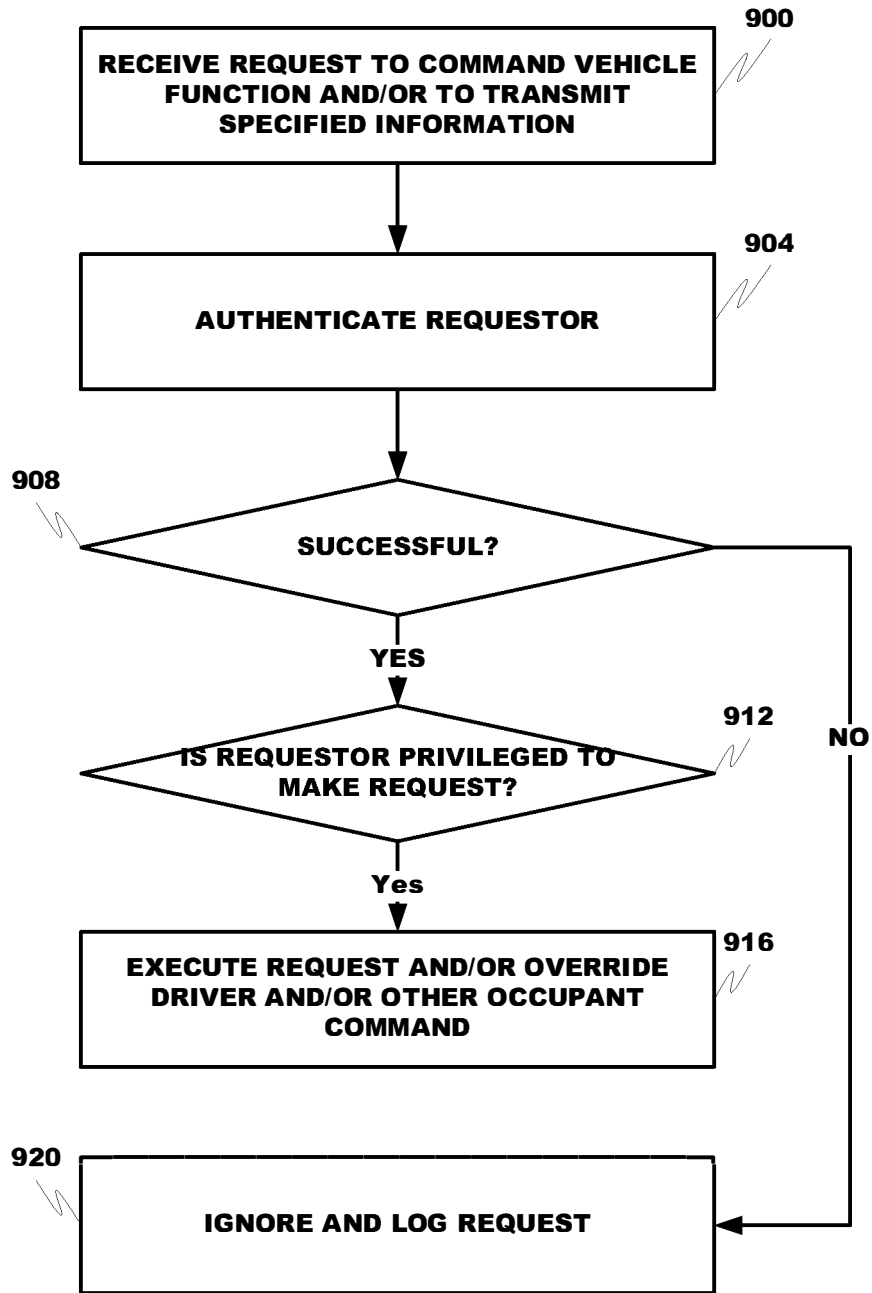 900
RECEIVE REQUEST TO COMMAND VEHICLE
FUNCTION AND/OR TO TRANSMIT
SPECIFIED INFORMATION
904
AUTHENTICATE REQUESTOR
908
SUCCESSFUL?
YES
912
IS REQUESTOR PRIVILEGED TO
MAKE REQUEST?
NO
Yes
916
EXECUTE REQUEST AND/OR OVERRIDE
DRIVER AND/OR OTHER OCCUPANT
COMMAND
920
IGNORE AND LOG REQUEST